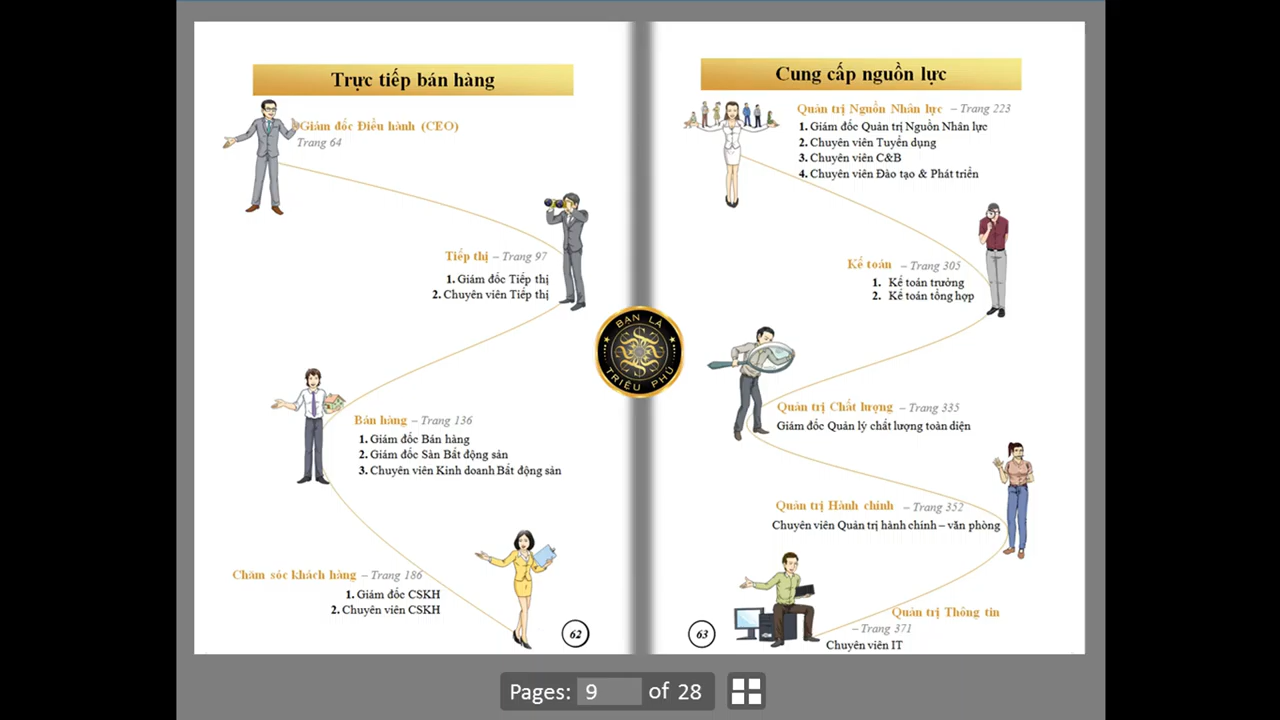 Trực tiếp bán hàng
Giám đốc Điều hành (CEO)
Trang 64
Tiếp thị – Trang 97
1. Giám đốc Tiếp thị
2. Chuyên viên Tiếp thị
Bán hàng – Trang 136
1. Giám đốc Bán hàng
2. Giám đốc Sàn Bất động sản
3. Chuyên viên Kinh doanh Bất động sản
Chăm sóc khách hàng – Trang 186
1. Giám đốc CSKH
2. Chuyên viên CSKH
62
BẠN LÀ
TRIỆU PHÚ
Cung cấp nguồn lực
Quản trị Nguồn Nhân lực – Trang 223
1. Giám đốc Quản trị Nguồn Nhân lực
2. Chuyên viên Tuyển dụng
3. Chuyên viên C&B
4. Chuyên viên Đào tạo & Phát triển
Kế toán – Trang 305
1. Kế toán trưởng
2. Kế toán tổng hợp
Quản trị Chất lượng – Trang 335
Giám đốc Quản lý chất lượng toàn diện
Quản trị Hành chính – Trang 352
Chuyên viên Quản trị hành chính – văn phòng
Quản trị Thông tin
– Trang 371
Chuyên viên IT
63
Pages: 9 of 28